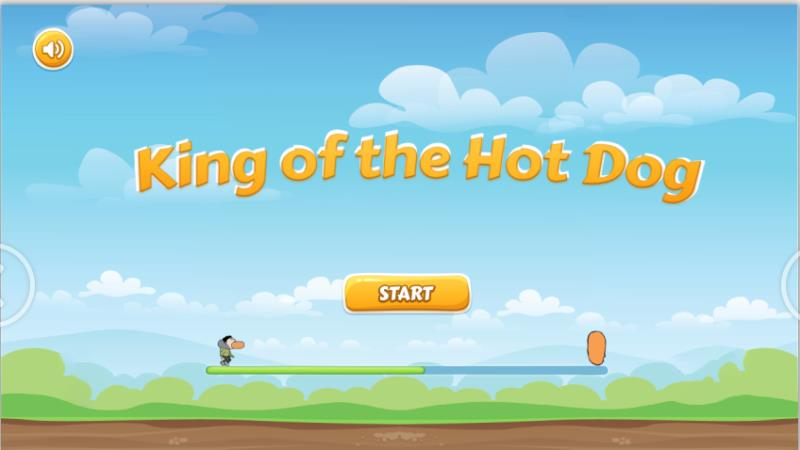 King of the Hot Dog
START